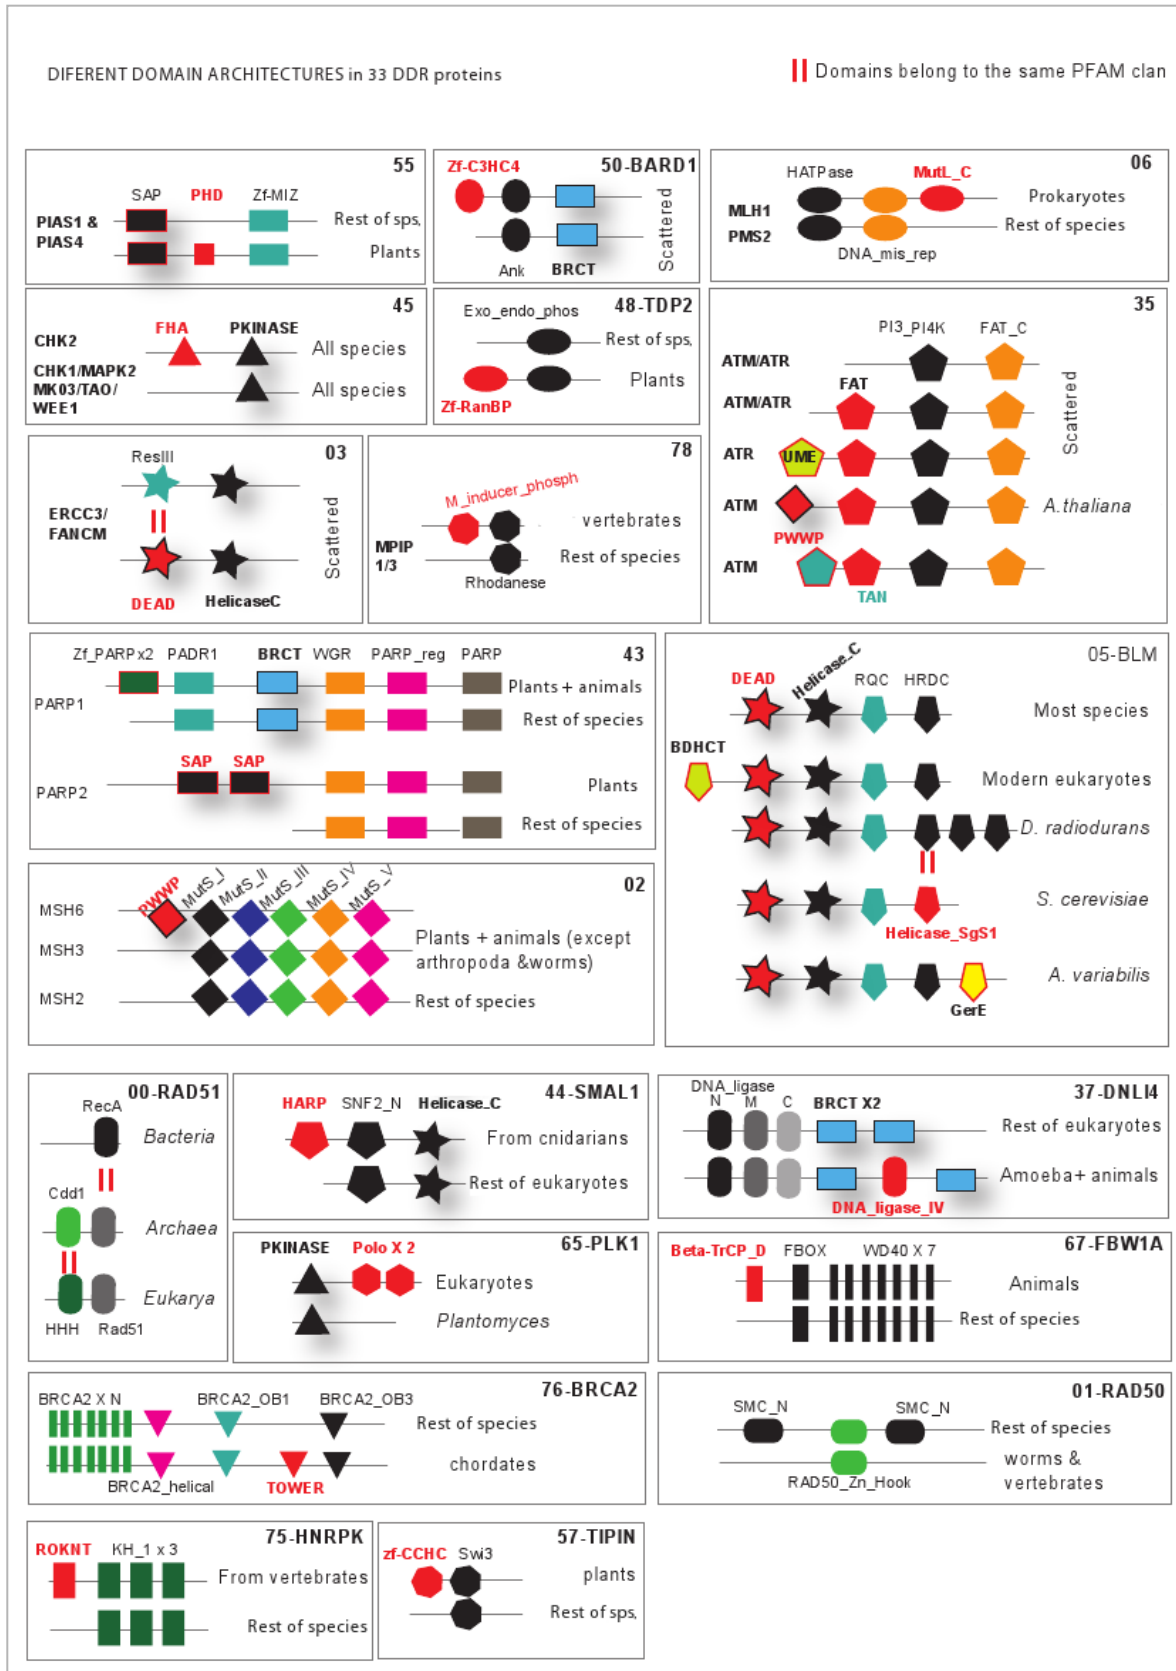 DIFERENT DOMAIN ARCHITECTURES in 33 DDR proteins
Domains belong to the same PFAM clan
55
SAP PHD Zf-MIZ
PIAS1 &
PIAS4
Rest of sps,
Plants
Zf-C3HC4 50-BARD1
Scattered
Ank BRCT
06
HATPase MutL_C
MLH1
PMS2
Prokaryotes
Rest of species
DNA_mis_rep
45
FHA PKINASE
CHK2
All species
CHK1/MAPK2
MK03/TAO/
WEE1
All species
48-TDP2
Exo_endo_phos
Rest of sps,
Plants
Zf-RanBP
35
PI3_PI4K FAT_C
ATM/ATR
FAT
ATM/ATR
Scattered
ATR UME
ATM A.thaliana
PWWP
ATM
TAN
03
ResIII
ERCC3/
FANCM
Scattered
DEAD HelicaseC
78
M_inducer_phosph
vertebrates
MPIP
1/3
Rest of species
Rhodanese
43
Zf_PARPx2 PADR1 BRCT WGR PARP_reg PARP
PARP1
Plants + animals
Rest of species
SAP SAP
PARP2
Plants
Rest of species
05-BLM
DEAD Helicase_C RQC HRDC
Most species
BDHCT
Modern eukaryotes
D. radiodurans
S. cerevisiae
Helicase_SgS1
A. variabilis
GerE
02
PWWP MutS_I MutS_II MutS_III MutS_IV MutS_V
MSH6
MSH3
Plants + animals (except
arthropoda &worms)
MSH2
Rest of species
00-RAD51
RecA
Bacteria
Cdd1
Archaea
Eukarya
HHH Rad51
44-SMAL1
HARP SNF2_N Helicase_C
From cnidarians
Rest of eukaryotes
37-DNLI4
DNA_ligase
N M C BRCT X2
Rest of eukaryotes
Amoeba+ animals
DNA_ligase_IV
65-PLK1
PKINASE Polo X 2
Eukaryotes
Plantomyces
67-FBW1A
Beta-TrCP_D FBOX WD40 X 7
Animals
Rest of species
76-BRCA2
BRCA2 X N BRCA2_OB1 BRCA2_OB3
Rest of species
chordates
BRCA2_helical TOWER
01-RAD50
SMC_N SMC_N
Rest of species
worms &
vertebrates
RAD50_Zn_Hook
75-HNRPK
ROKNT KH_1 x 3
From vertebrates
Rest of species
57-TIPIN
zf-CCHC Swi3
plants
Rest of sps,